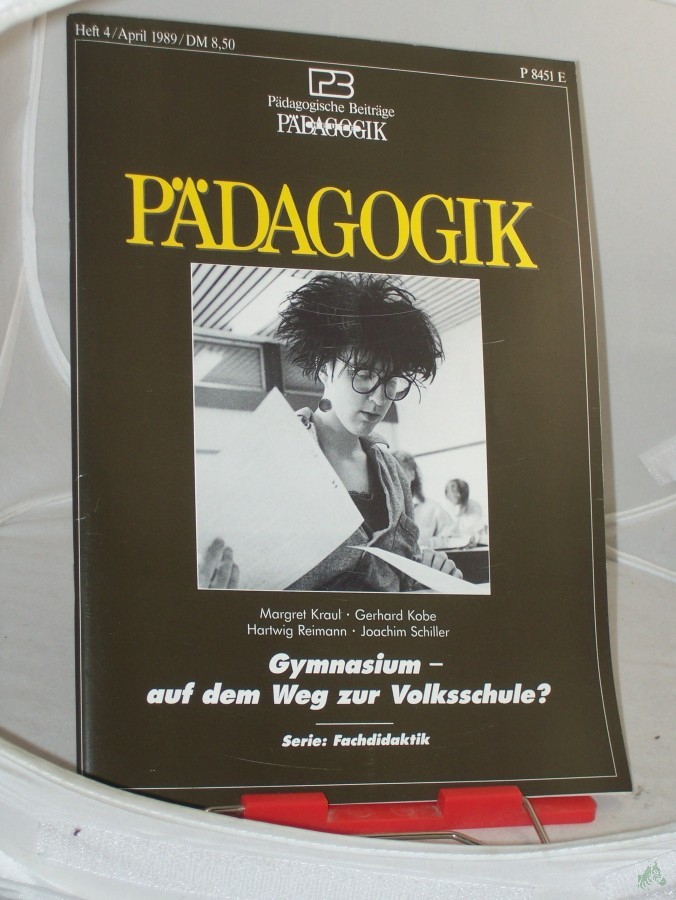 Heft 4/April 1989/DM 8,50
P 8451 E
PB
Pädagogische Beiträge
PÄDAGOGIK
PÄDAGOGIK
Margret Kraul · Gerhard Kobe
Hartwig Reimann · Joachim Schiller
Gymnasium –
auf dem Weg zur Volksschule?
Serie: Fachdidaktik